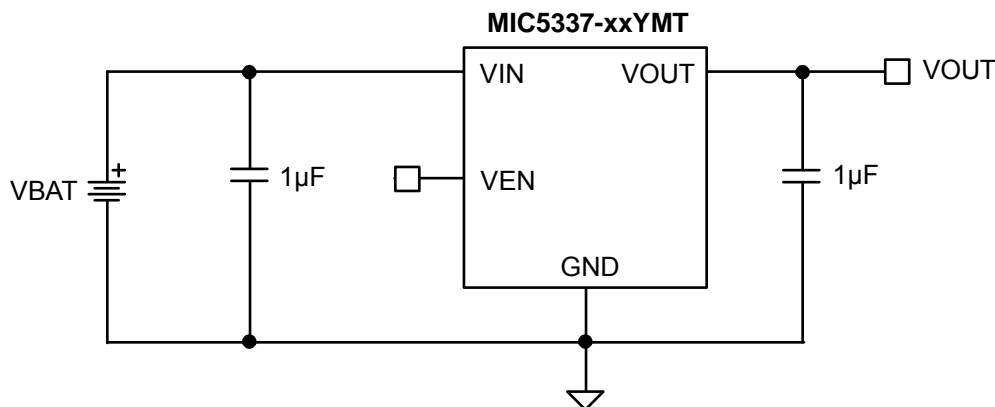 MIC5337-xxYMT
VIN VOUT
VOUT
VBAT
+
1µF
VEN
1µF
GND